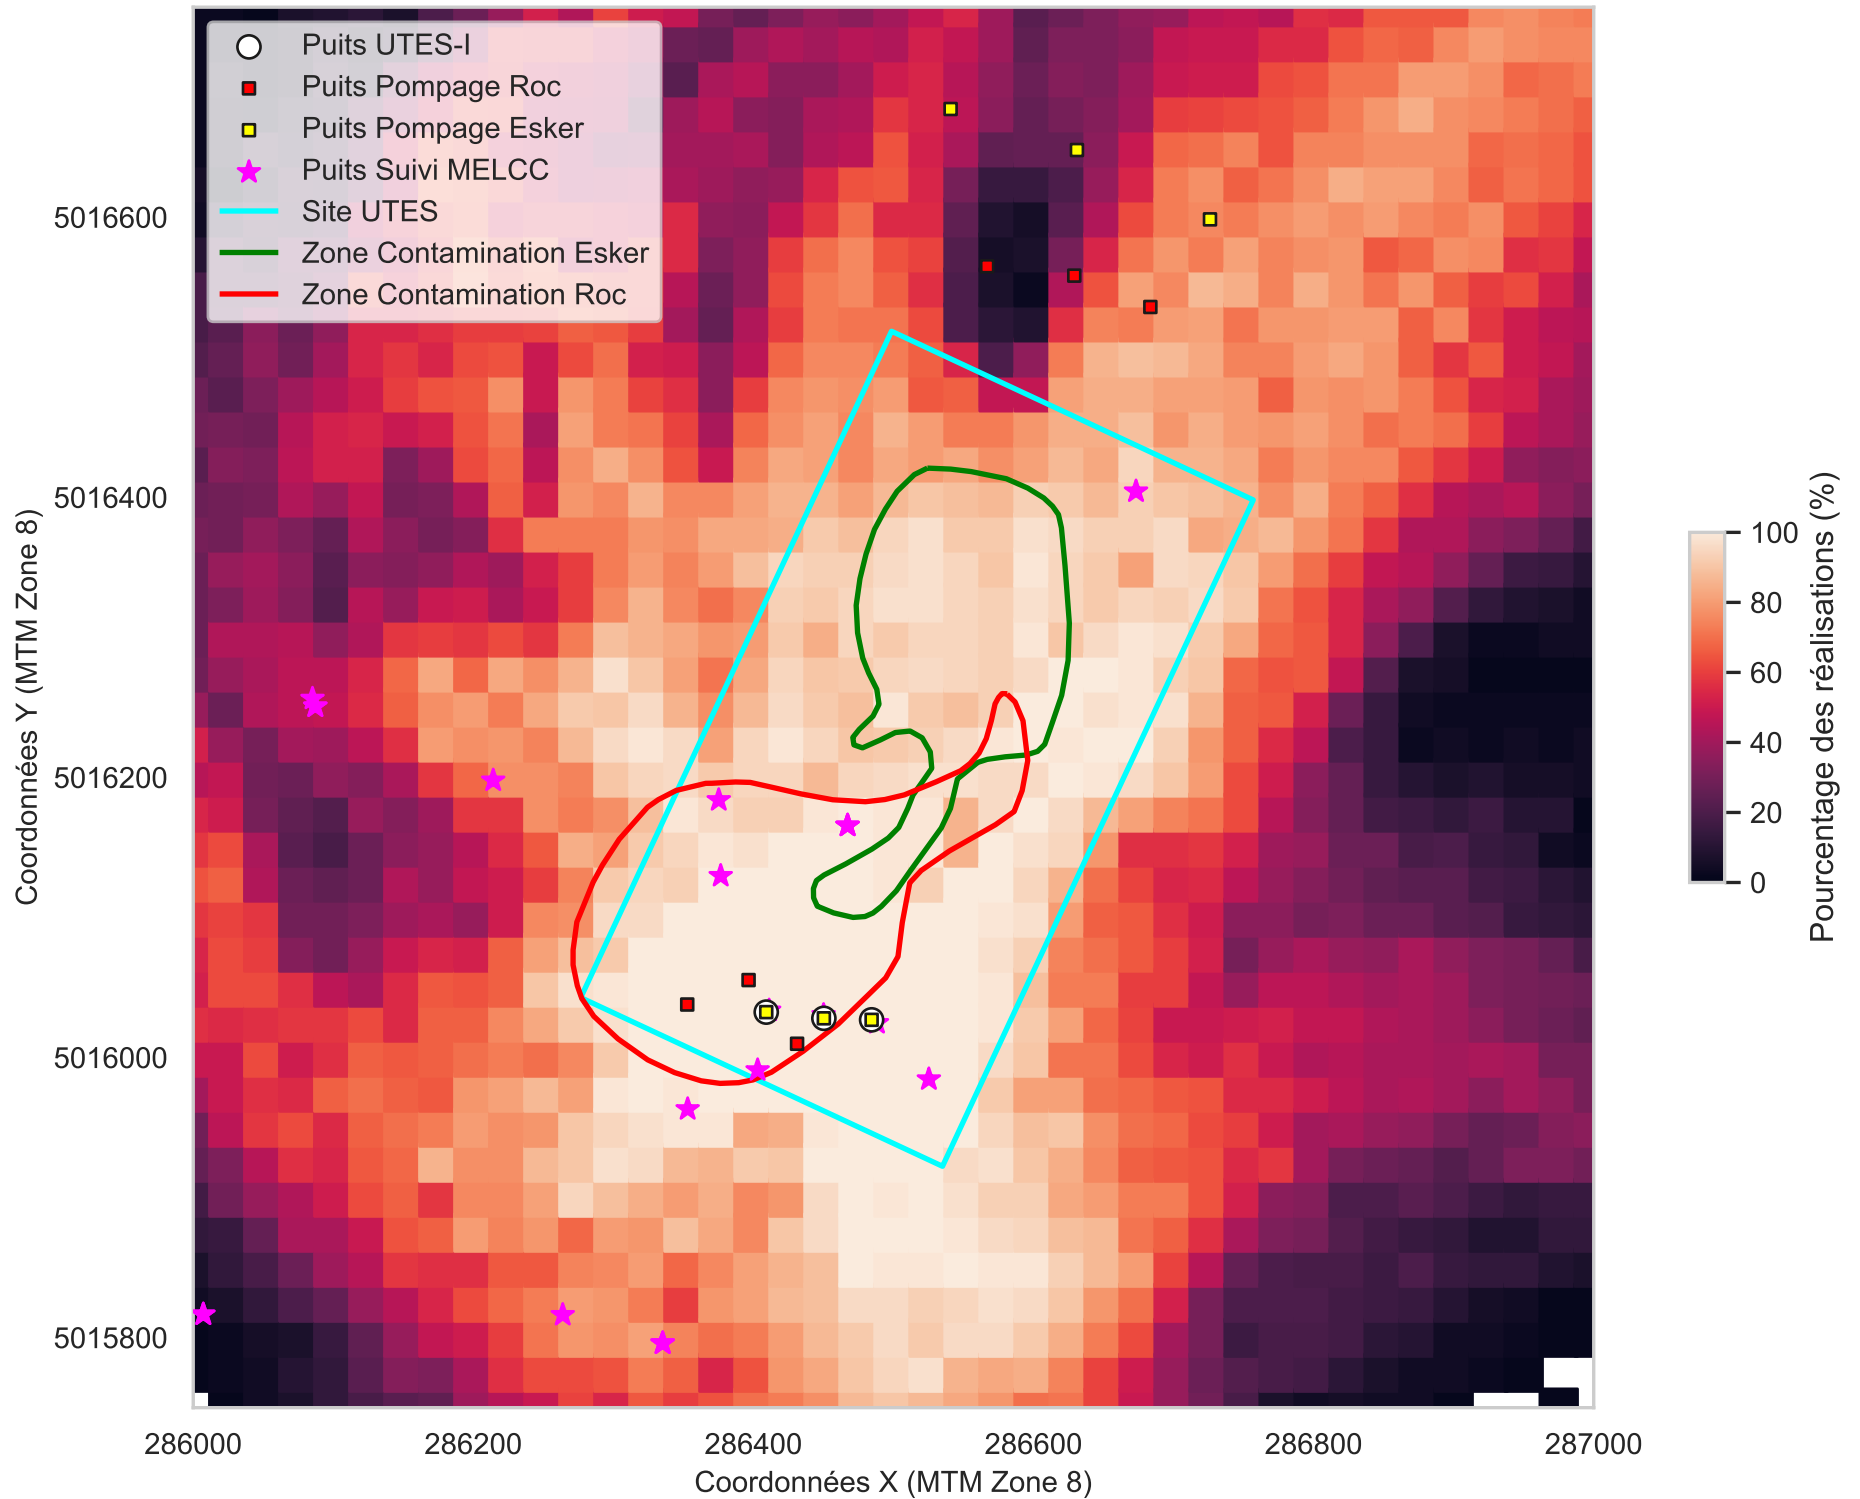 Puits UTES-I
Puits Pompage Roc
Puits Pompage Esker
Puits Suivi MELCC
Site UTES
Zone Contamination Esker
Zone Contamination Roc
5016600
5016400
5016200
5016000
5015800
Coordonnées Y (MTM Zone 8)
286000
286200
286400
286600
286800
287000
Coordonnées X (MTM Zone 8)
100
80
60
40
20
0
Pourcentage des réalisations (%)